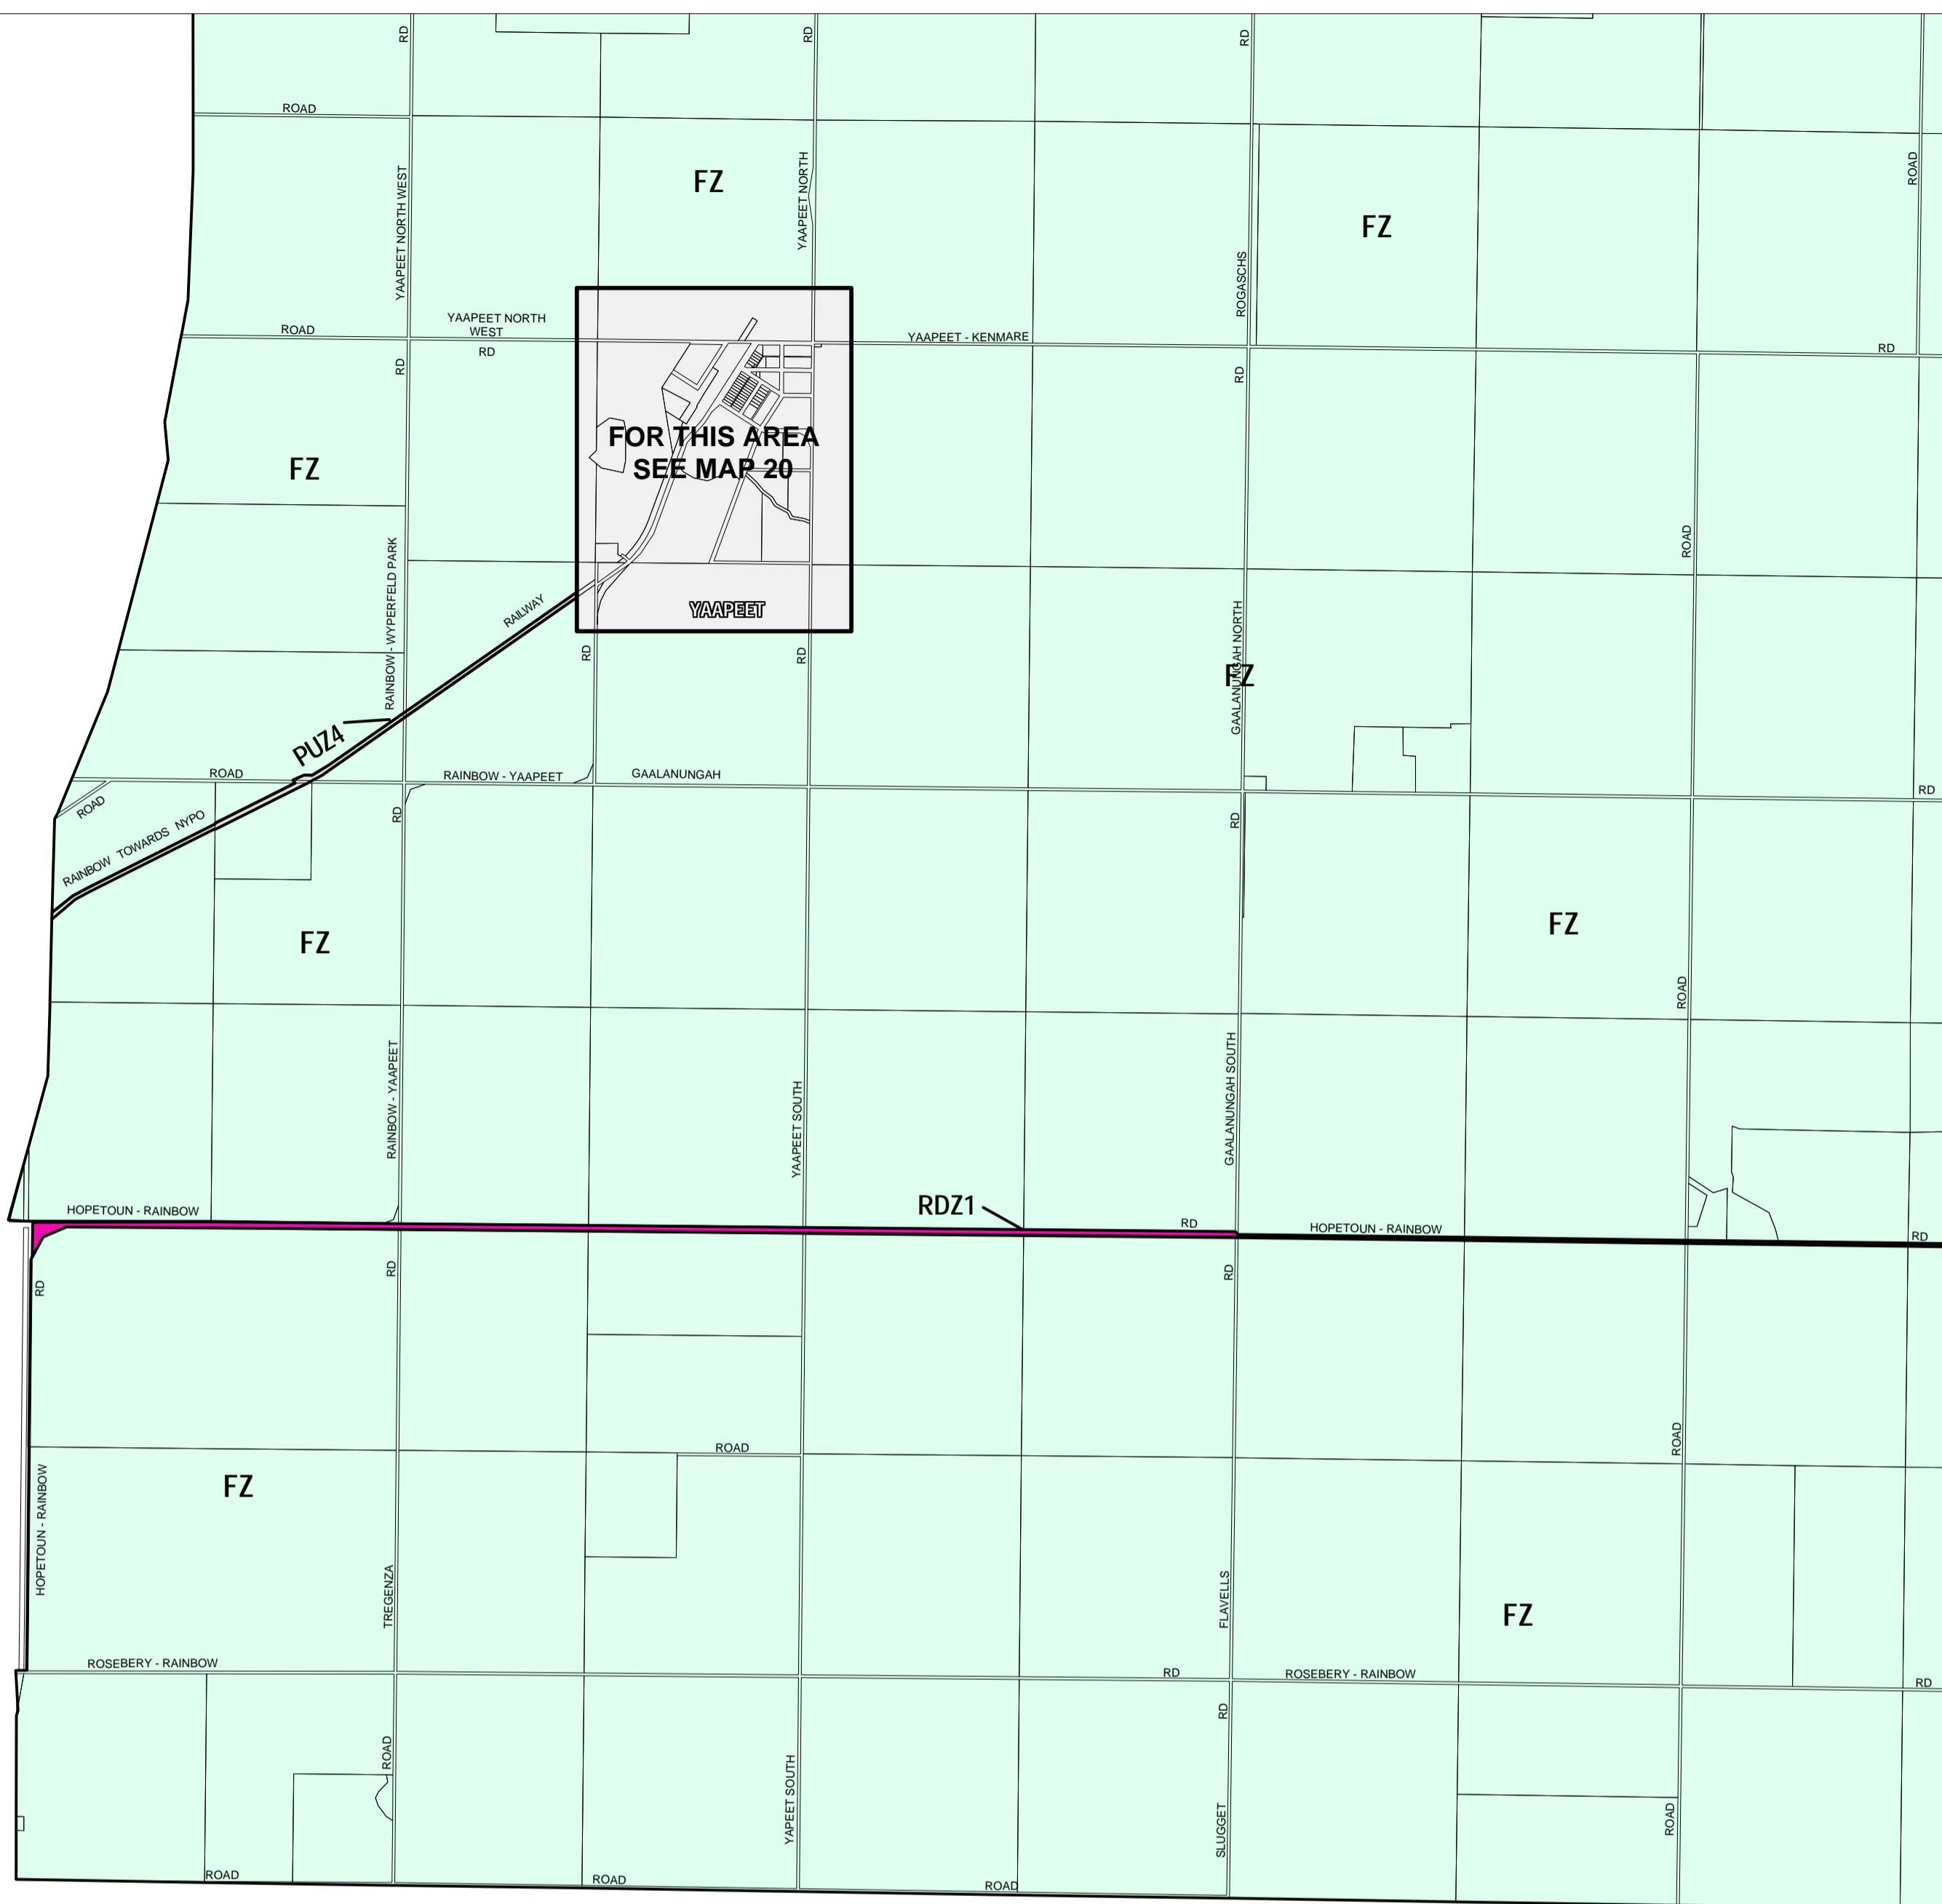 RD
RD
RD
ROAD
YAAPEET NORTH WEST
FZ
YAAPEET NORTH
FZ
ROAD
ROGASCHS
ROAD
YAAPEET NORTH
WEST
RD
YAAPEET - KENMARE
RD
RD
RD
FOR THIS AREA
SEE MAP 20
FZ
ROAD
RAINBOW - WYPERFELD PARK
RAILWAY
YAAPEET
RD
RD
GAALANUNGAH NORTH
FZ
PUZ4
ROAD
RAINBOW - YAAPEET
GAALANUNGAH
RD
ROAD
RAINBOW TOWARDS NYPO
RD
RD
FZ
FZ
ROAD
RAINBOW - YAAPEET
YAAPEET SOUTH
GAALANUNGAH SOUTH
HOPETOUN - RAINBOW
RDZ1
RD
HOPETOUN - RAINBOW
RD
RD
RD
RD
ROAD
ROAD
FZ
HOPETOUN - RAINBOW
TREGENZA
FLAVELLS
FZ
ROSEBERY - RAINBOW
RD
ROSEBERY - RAINBOW
RD
RD
ROAD
YAPEET SOUTH
SLUGGET
ROAD
ROAD
ROAD
ROAD